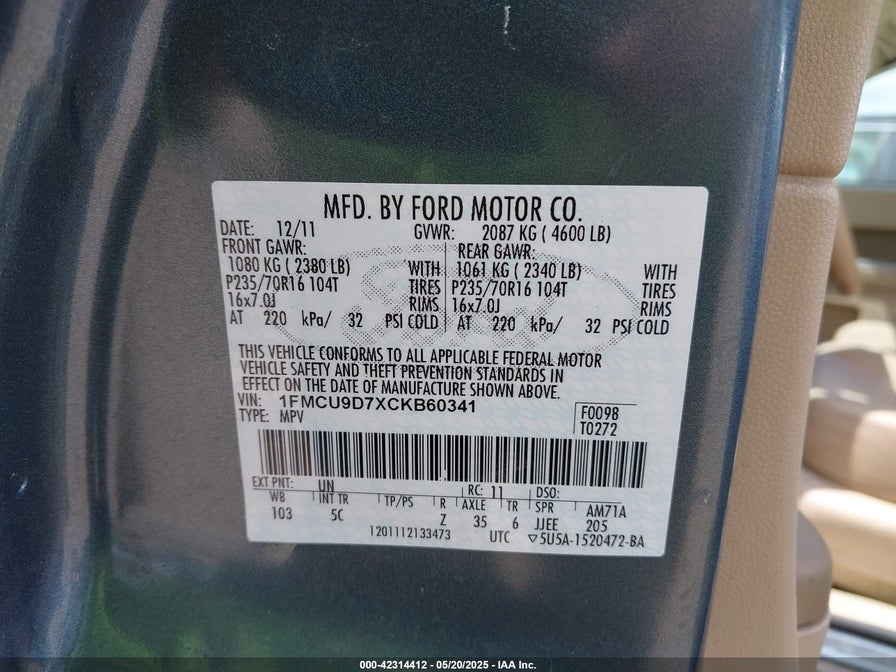 MFD. BY FORD MOTOR CO.
DATE: 12/11 GVWR: 2087 KG ( 4600 LB)
FRONT GAWR: REAR GAWR:
1080 KG ( 2380 LB) WITH 1061 KG ( 2340 LB) WITH
P235/70R16 104T TIRES P235/70R16 104T TIRES
16x7.0J RIMS 16x7.0J RIMS
AT 220 kPa/ 32 PSI COLD AT 220 kPa/ 32 PSI COLD
THIS VEHICLE CONFORMS TO ALL APPLICABLE FEDERAL MOTOR
VEHICLE SAFETY AND THEFT PREVENTION STANDARDS IN
EFFECT ON THE DATE OF MANUFACTURE SHOWN ABOVE.
VIN: 1FMCU9D7XCKB60341
TYPE: MPV
F0098
T0272
EXT PNT: UN RC: 11 DSO:
WB INT TR TP/PS R AXLE TR SPR AM71A
103 5C Z 35 6 JJEE 205
1201112133473 UTC ▽5U5A-1520472-BA
000-42314412 - 05/20/2025 - IAA Inc.